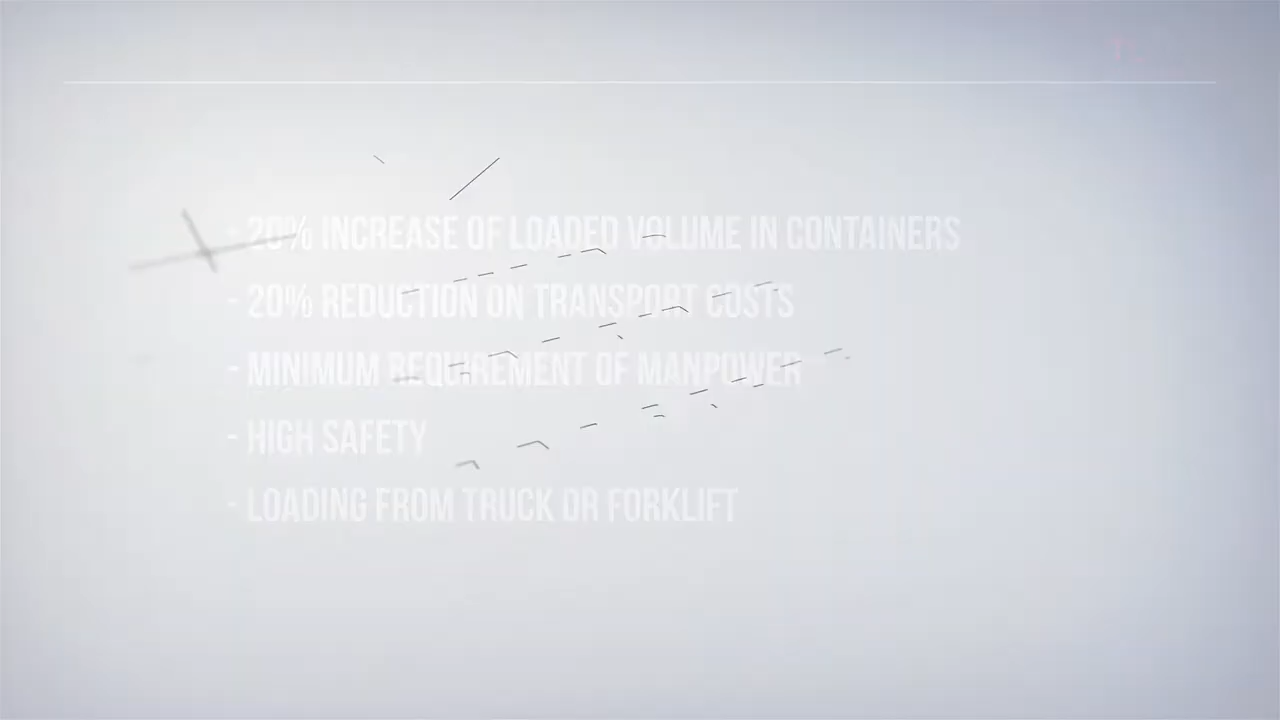 - 20% INCREASE OF LOADED VOLUME IN CONTAINERS
- 20% REDUCTION ON TRANSPORT COSTS
- MINIMUM REQUIREMENT OF MANPOWER
- HIGH SAFETY
- LOADING FROM TRUCK OR FORKLIFT